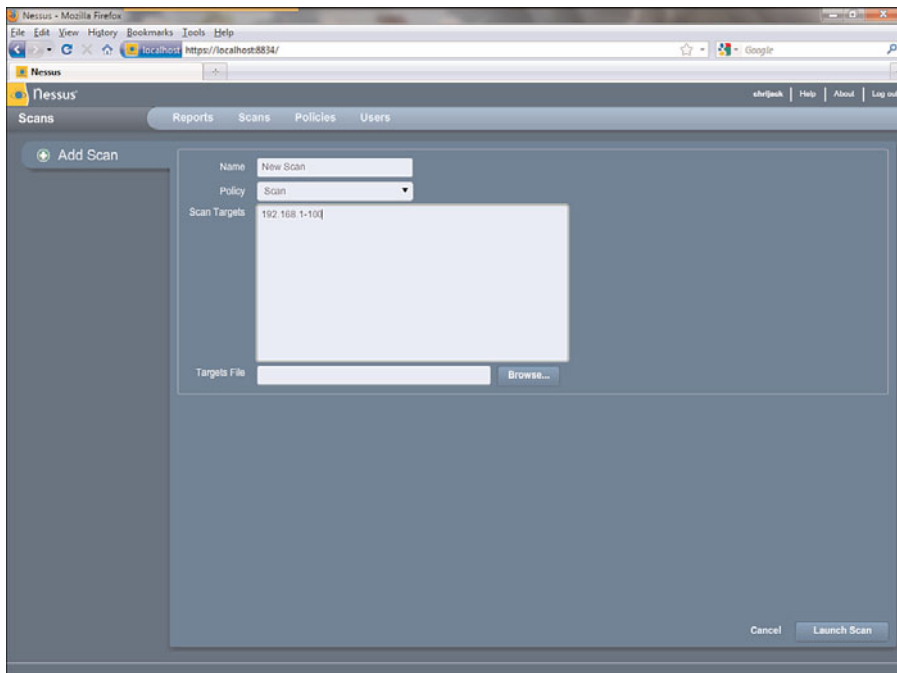 Nessus - Mozilla Firefox
File Edit View History Bookmarks Tools Help
localhost https://localhost:8834/
Google
Nessus
Nessus
chrijack | Help | About | Log out
Scans
Reports Scans Policies Users
Add Scan
Name New Scan
Policy Scan
Scan Targets 192.168.1-100
Targets File Browse...
Cancel Launch Scan